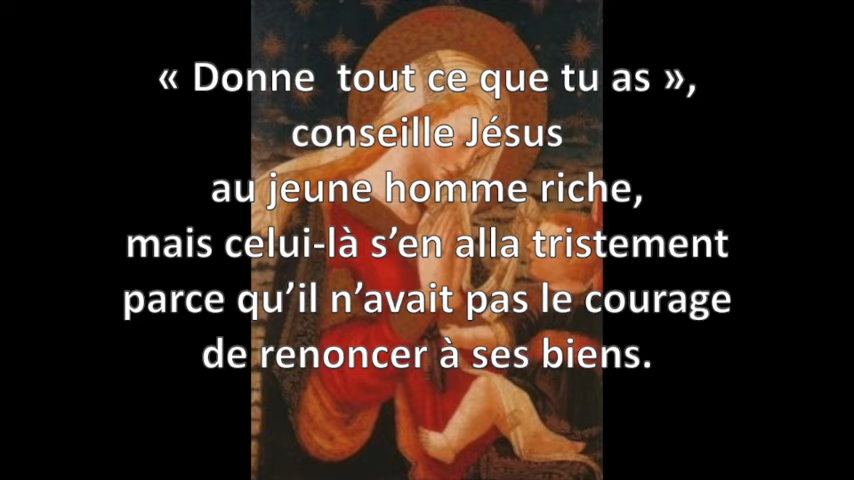 « Donne  tout ce que tu as »,
conseille Jésus
au jeune homme riche,
mais celui-là s’en alla tristement
parce qu’il n’avait pas le courage
de renoncer à ses biens.